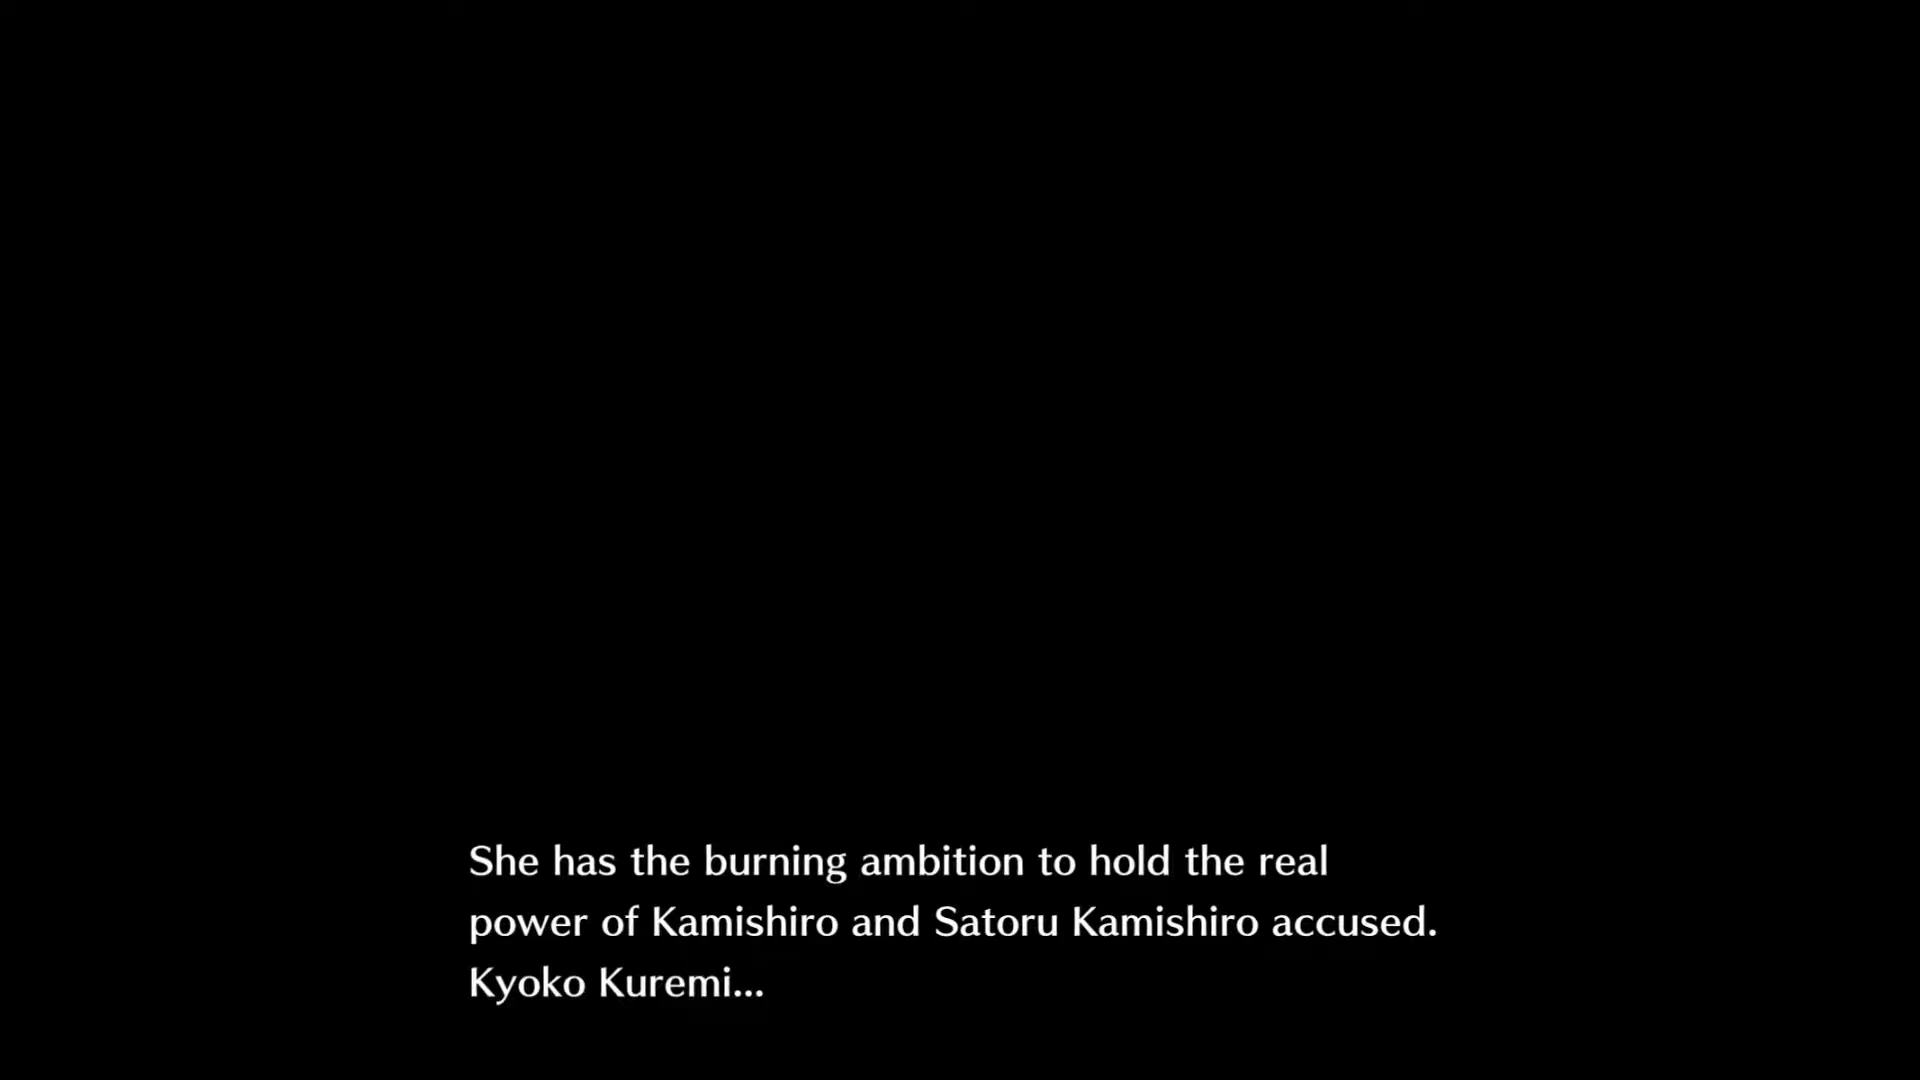 She has the burning ambition to hold the real
power of Kamishiro and Satoru Kamishiro accused.
Kyoko Kuremi...